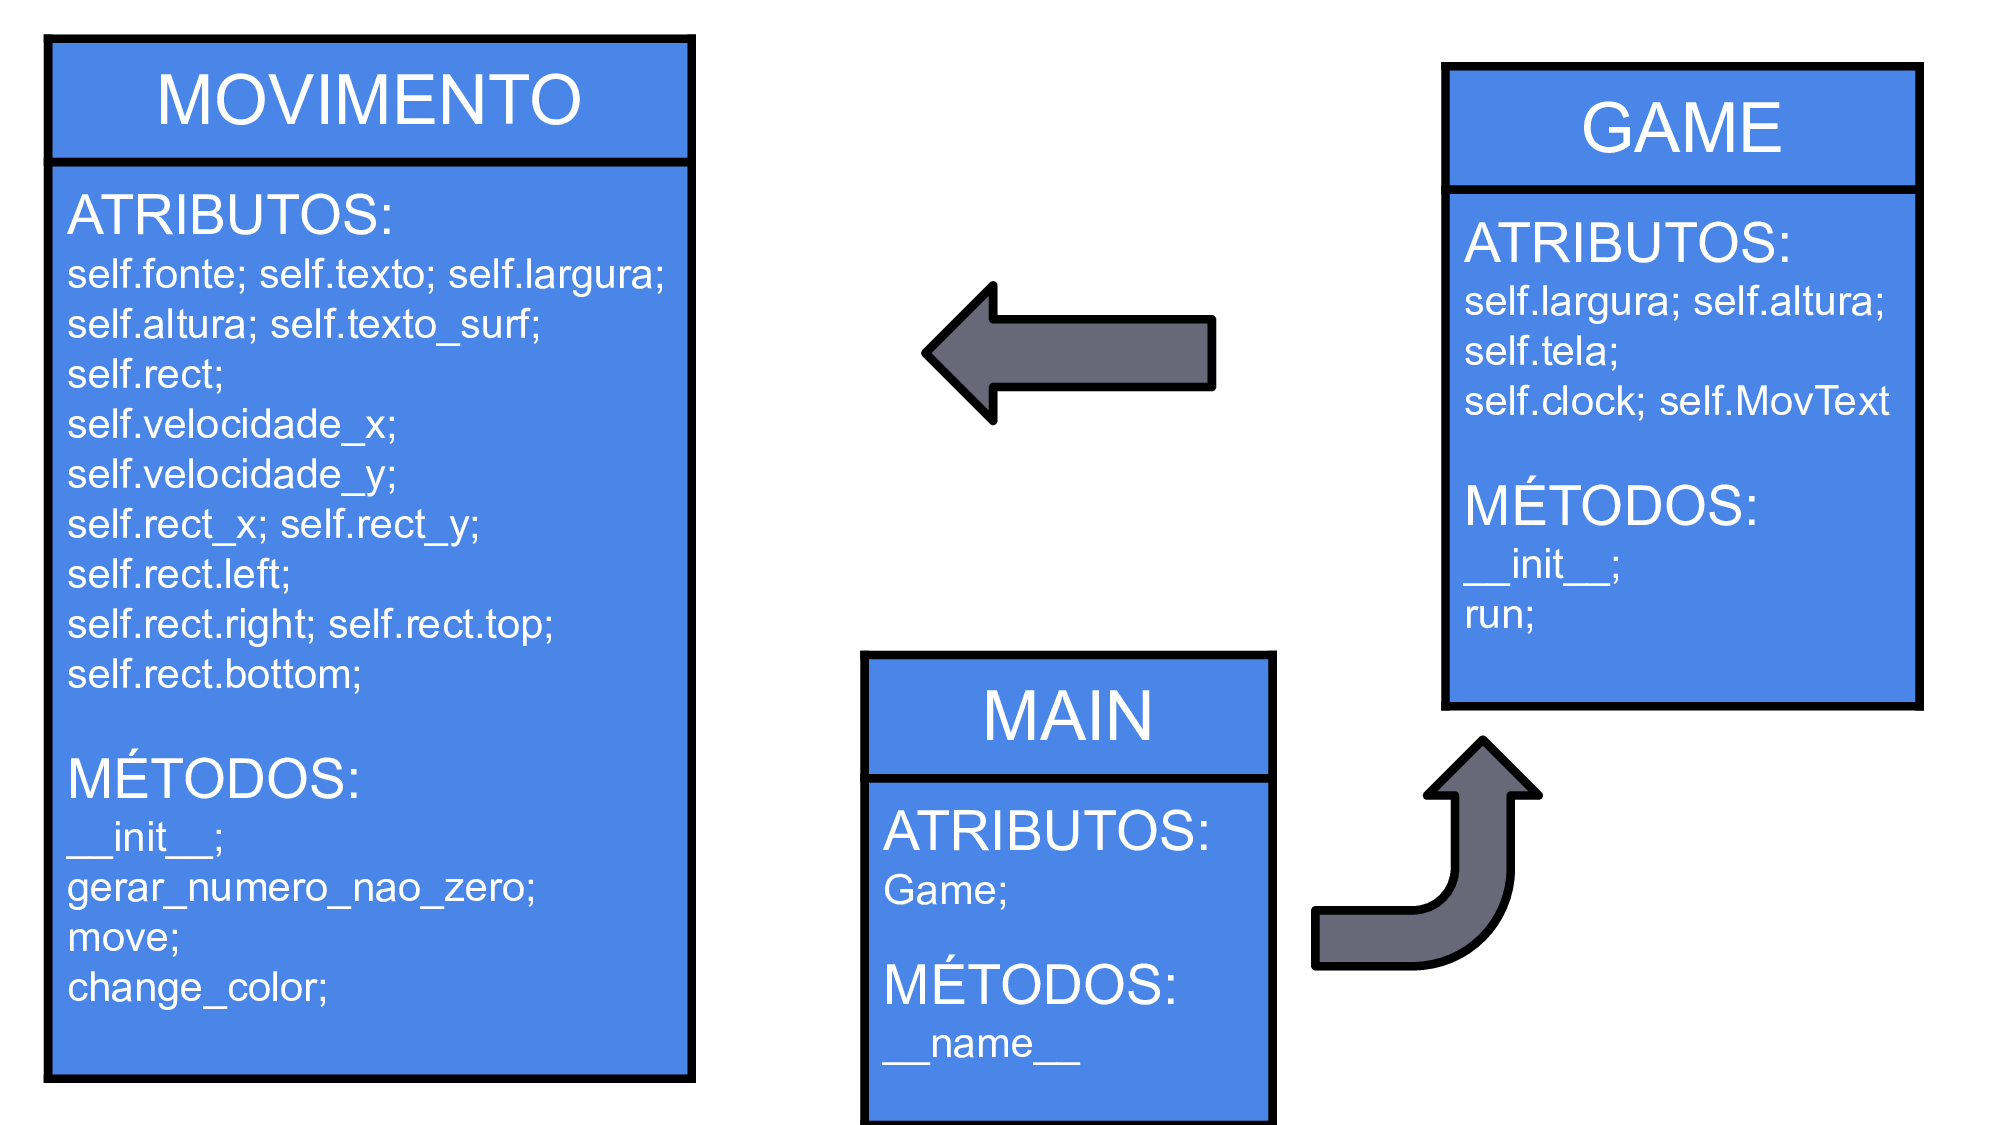 MOVIMENTO
ATRIBUTOS:
self.fonte; self.texto; self.largura;
self.altura; self.texto_surf;
self.rect;
self.velocidade_x;
self.velocidade_y;
self.rect_x; self.rect_y;
self.rect.left;
self.rect.right; self.rect.top;
self.rect.bottom;
MÉTODOS:
__init__;
gerar_numero_nao_zero;
move;
change_color;
MAIN
ATRIBUTOS:
Game;
MÉTODOS:
__name__
GAME
ATRIBUTOS:
self.largura; self.altura;
self.tela;
self.clock; self.MovText
MÉTODOS:
__init__;
run;